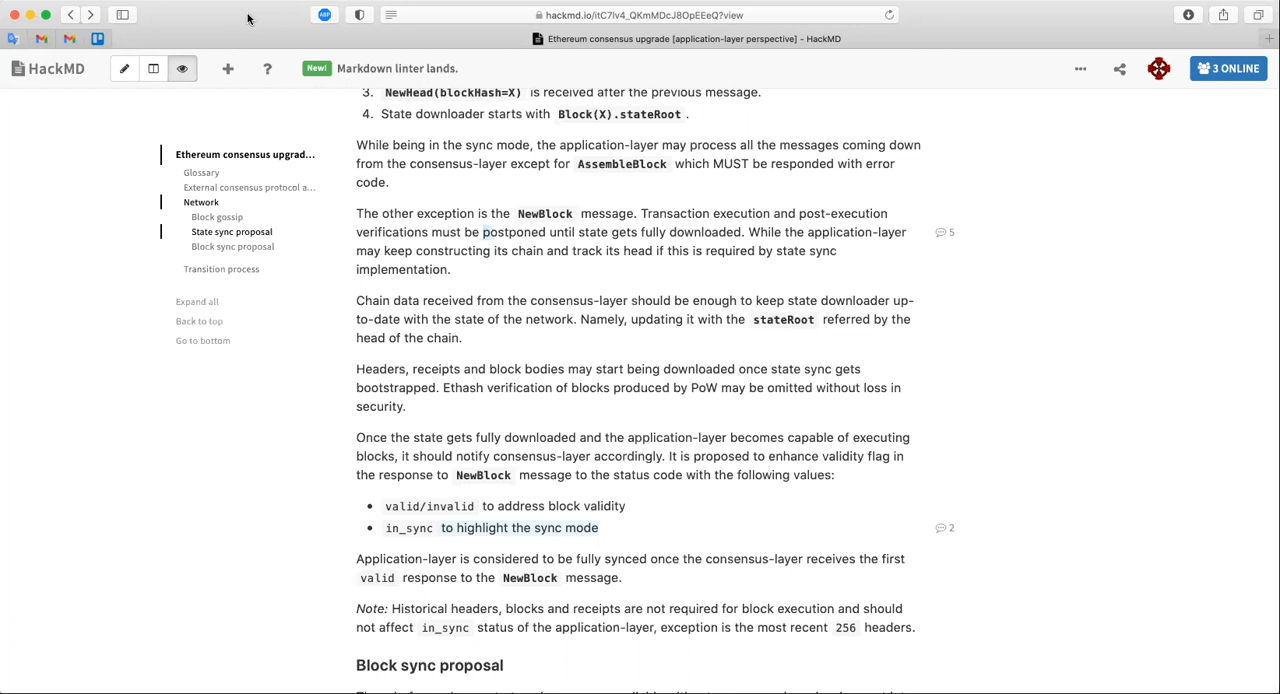 hackmd.io/itC7lv4_QKmMDcJ8OpEEeQ?view
Ethereum consensus upgrade [application-layer perspective] - HackMD
HackMD
New!
Markdown linter lands.
3 ONLINE
Ethereum consensus upgrad...
Glossary
External consensus protocol a...
Network
Block gossip
State sync proposal
Block sync proposal
Transition process
Expand all
Back to top
Go to bottom
3. NewHead(blockHash=X) is received after the previous message.
4. State downloader starts with Block(X).stateRoot .
While being in the sync mode, the application-layer may process all the messages coming down
from the consensus-layer except for AssembleBlock which MUST be responded with error
code.
The other exception is the NewBlock message. Transaction execution and post-execution
verifications must be postponed until state gets fully downloaded. While the application-layer
5
may keep constructing its chain and track its head if this is required by state sync
implementation.
Chain data received from the consensus-layer should be enough to keep state downloader up-
to-date with the state of the network. Namely, updating it with the stateRoot referred by the
head of the chain.
Headers, receipts and block bodies may start being downloaded once state sync gets
bootstrapped. Ethash verification of blocks produced by PoW may be omitted without loss in
security.
Once the state gets fully downloaded and the application-layer becomes capable of executing
blocks, it should notify consensus-layer accordingly. It is proposed to enhance validity flag in
the response to NewBlock message to the status code with the following values:
• valid/invalid to address block validity
• in_sync to highlight the sync mode
2
Application-layer is considered to be fully synced once the consensus-layer receives the first
valid response to the NewBlock message.
Note: Historical headers, blocks and receipts are not required for block execution and should
not affect in_sync status of the application-layer, exception is the most recent 256 headers.
Block sync proposal